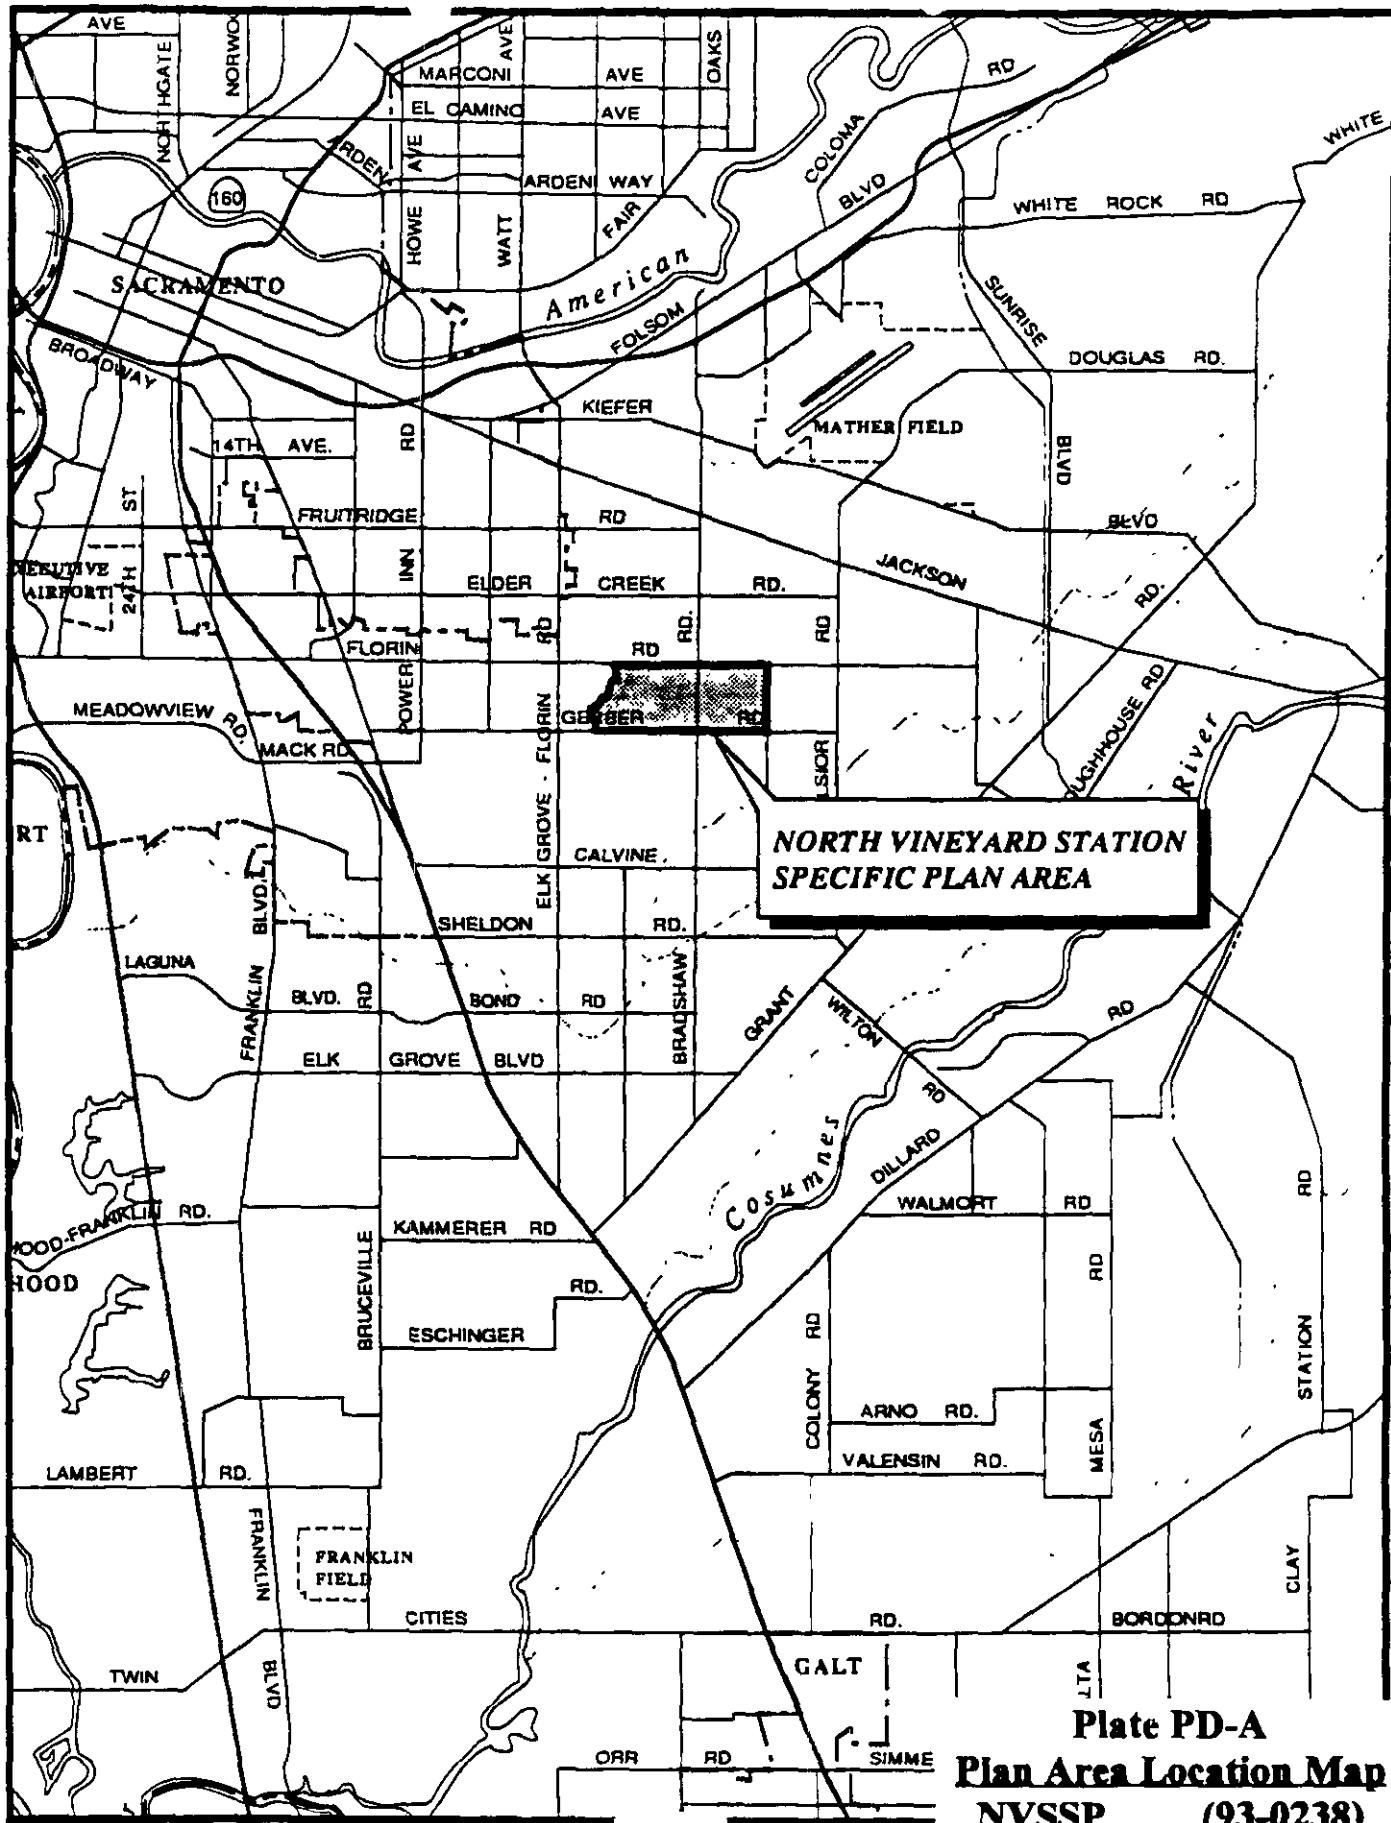 AVE
NORTHGATE
AVE
OAKS
MARCONI AVE
EL CAMINO AVE
RD
COLOMA
WHITE
ARDEN
AVE
ARDEN WAY
BLVD
160
HOWE
WATT
FAIR
WHITE ROCK RD
SACRAMENTO
American
FOLSOM
SUNRISE
BROADWAY
DOUGLAS RD.
KIEFER
MATHER FIELD
14TH AVE.
RD
BLVD
ST
FRUITRIDGE RD
BLVD
JACKSON
INN
AIRPORT
24TH
ELDER CREEK RD.
RD.
RD
RD.
RD
FLORIN RD
POWER
MEADOWVIEW RD.
MACK RD
GERBER RD
ELK GROVE - FLORIN
River
RT
NORTH VINEYARD STATION
SPECIFIC PLAN AREA
CALVINE
BLVD.
SHELDON RD.
LAGUNA
BLVD.
FRANKLIN
RD
BOND RD
BRADSHAW
GRANT
WILTON
RD
RD
ELK GROVE BLVD
Cosumnes
DILLARD
WALMORT RD
RD
KAMMERER RD
HOOD
BRUCEVILLE
RD.
ESCHINGER
COLONY RD
RD
STATION
ARNO RD.
MESA
VALENSIN RD.
LAMBERT RD.
FRANKLIN
FRANKLIN
FIELD
CLAY
CITIES RD.
BORDONRD
TWIN
BLVD
GALT
ORR RD
SIMME
Plate PD-A
Plan Area Location Map
NVSSP (93-0238)